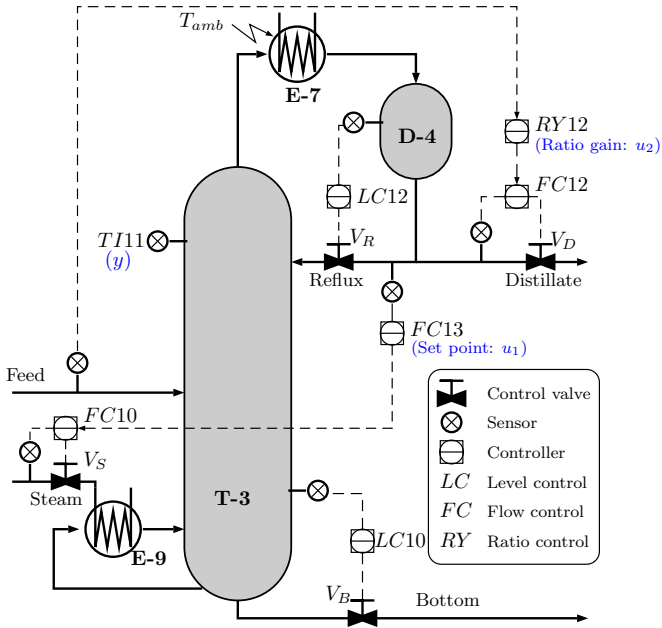 T_amb
E-7
D-4
RY12
(Ratio gain: u_2)
LC12
FC12
TI11
(y)
V_R
V_D
Reflux
Distillate
FC13
(Set point: u_1)
Feed
FC10
Control valve
Sensor
V_S
Controller
Steam
T-3
LC Level control
FC Flow control
LC10
RY Ratio control
E-9
V_B
Bottom